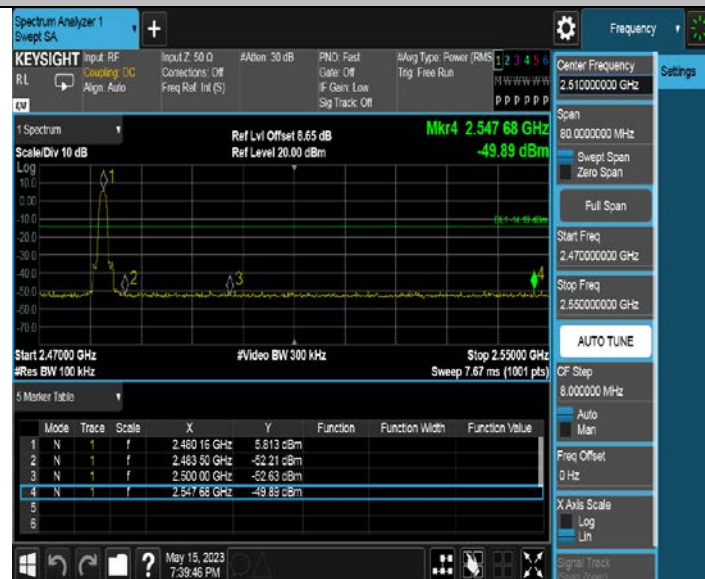 Spectrum Analyzer 1
Swept SA
+
Frequency
KEYSIGHT
RL
Input: RF
Coupling: DC
Align: Auto
Input Z: 50 Ω
Corrections: Off
Freq Ref: Int (S)
#Atten: 30 dB
PNO: Fast
Gate: Off
IF Gain: Low
Sig Track: Off
#Avg Type: Power (RMS
Trig: Free Run
1 2 3 4 5 6
M W W W W W
P P P P P P
1 Spectrum
Scale/Div 10 dB
Ref Lvl Offset 8.65 dB
Ref Level 20.00 dBm
Mkr4 2.547 68 GHz
-49.89 dBm
Log
10.0
0.00
-10.0
-20.0
-30.0
-40.0
-50.0
-60.0
-70.0
1
2
3
4
Start 2.47000 GHz
#Res BW 100 kHz
#Video BW 300 kHz
Stop 2.55000 GHz
Sweep 7.67 ms (1001 pts)
5 Marker Table
Mode Trace Scale X Y Function Function Width Function Value
1 N 1 f 2.480 16 GHz 5.813 dBm
2 N 1 f 2.483 50 GHz -52.21 dBm
3 N 1 f 2.500 00 GHz -52.63 dBm
4 N 1 f 2.547 68 GHz -49.89 dBm
5
6
May 15, 2023
7:39:46 PM
Center Frequency
2.510000000 GHz
Settings
Span
80.0000000 MHz
Swept Span
Zero Span
Full Span
Start Freq
2.470000000 GHz
Stop Freq
2.550000000 GHz
AUTO TUNE
CF Step
8.000000 MHz
Auto
Man
Freq Offset
0 Hz
X Axis Scale
Log
Lin
Signal Track